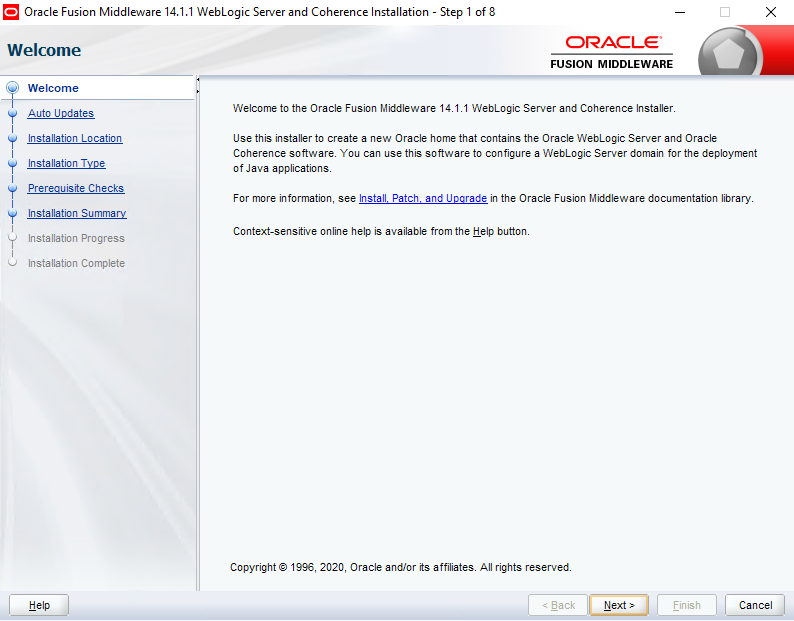 Oracle Fusion Middleware 14.1.1 WebLogic Server and Coherence Installation - Step 1 of 8
Welcome
ORACLE
FUSION MIDDLEWARE
Welcome
Auto Updates
Installation Location
Installation Type
Prerequisite Checks
Installation Summary
Installation Progress
Installation Complete
Welcome to the Oracle Fusion Middleware 14.1.1 WebLogic Server and Coherence Installer.
Use this installer to create a new Oracle home that contains the Oracle WebLogic Server and Oracle
Coherence software. You can use this software to configure a WebLogic Server domain for the deployment
of Java applications.
For more information, see Install, Patch, and Upgrade in the Oracle Fusion Middleware documentation library.
Context-sensitive online help is available from the Help button.
Copyright © 1996, 2020, Oracle and/or its affiliates. All rights reserved.
Help
< Back
Next >
Finish
Cancel